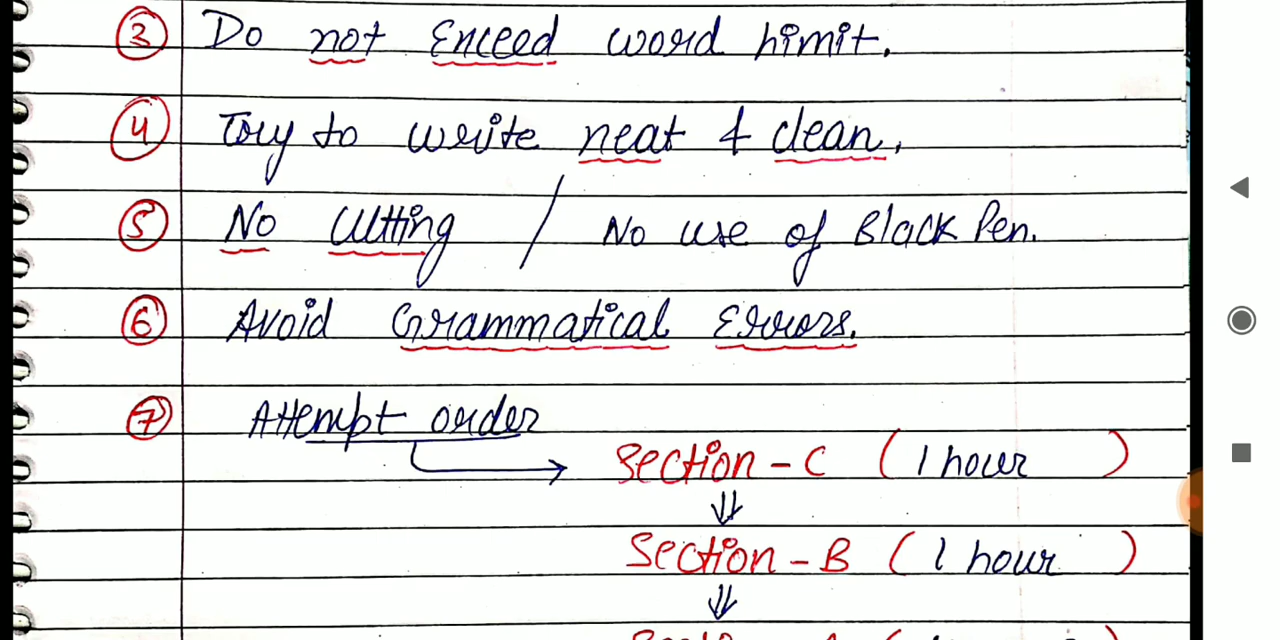 ③ Do not Exceed word limit.
④ Try to write neat & clean.
⑤ No Cutting / No use of Black Pen.
⑥ Avoid Grammatical Errors.
⑦ Attempt order
→ Section - C ( 1 hour )
⇓
Section - B ( 1 hour )
⇓